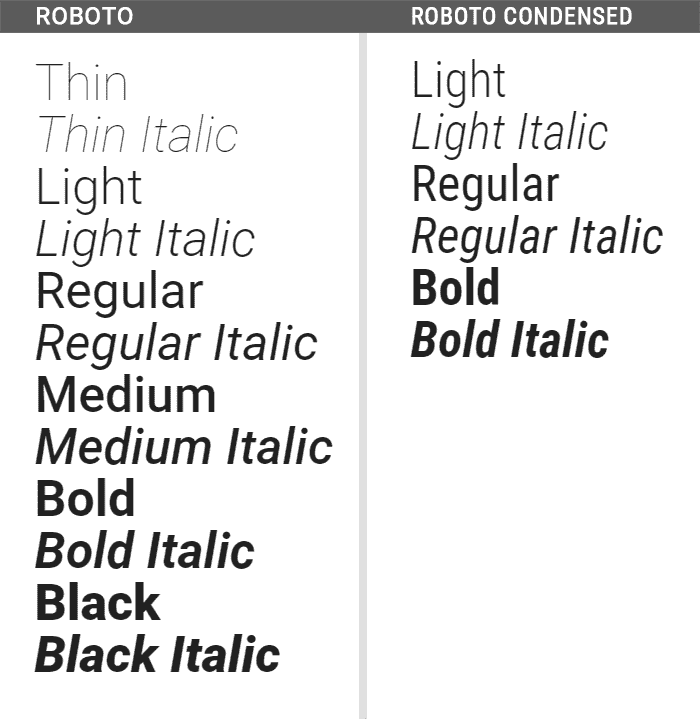 ROBOTO
Thin
Thin Italic
Light
Light Italic
Regular
Regular Italic
Medium
Medium Italic
Bold
Bold Italic
Black
Black Italic
ROBOTO CONDENSED
Light
Light Italic
Regular
Regular Italic
Bold
Bold Italic